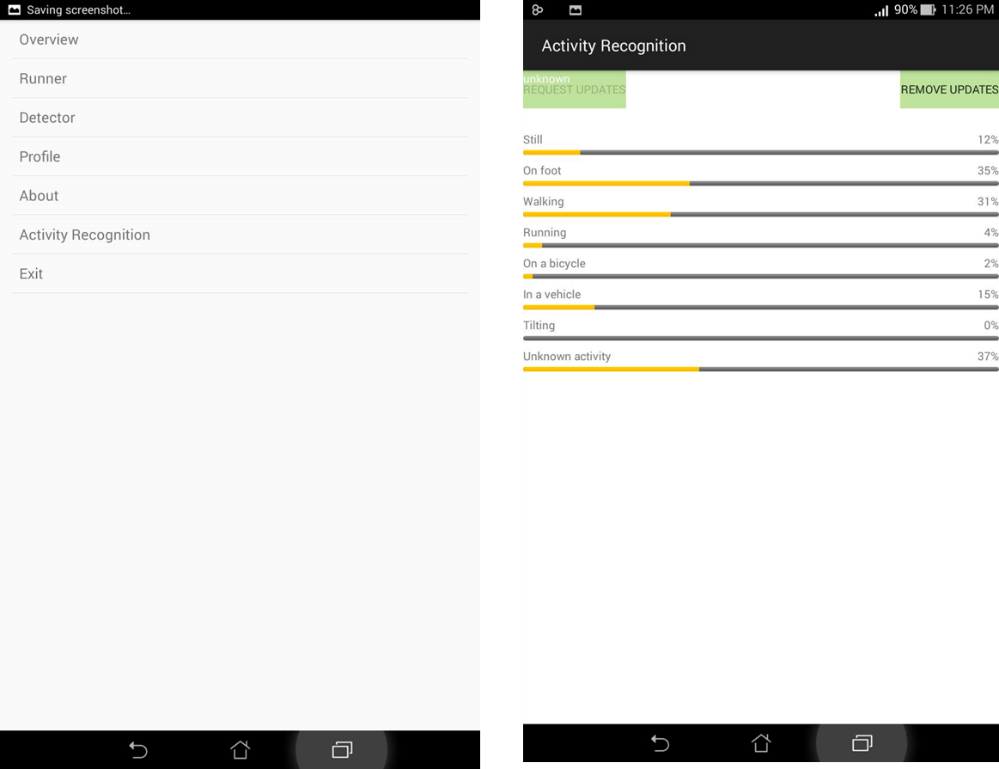 Saving screenshot...
Overview
Runner
Detector
Profile
About
Activity Recognition
Exit
90% 11:26 PM
Activity Recognition
unknown
REQUEST UPDATES REMOVE UPDATES
Still 12%
On foot 35%
Walking 31%
Running 4%
On a bicycle 2%
In a vehicle 15%
Tilting 0%
Unknown activity 37%